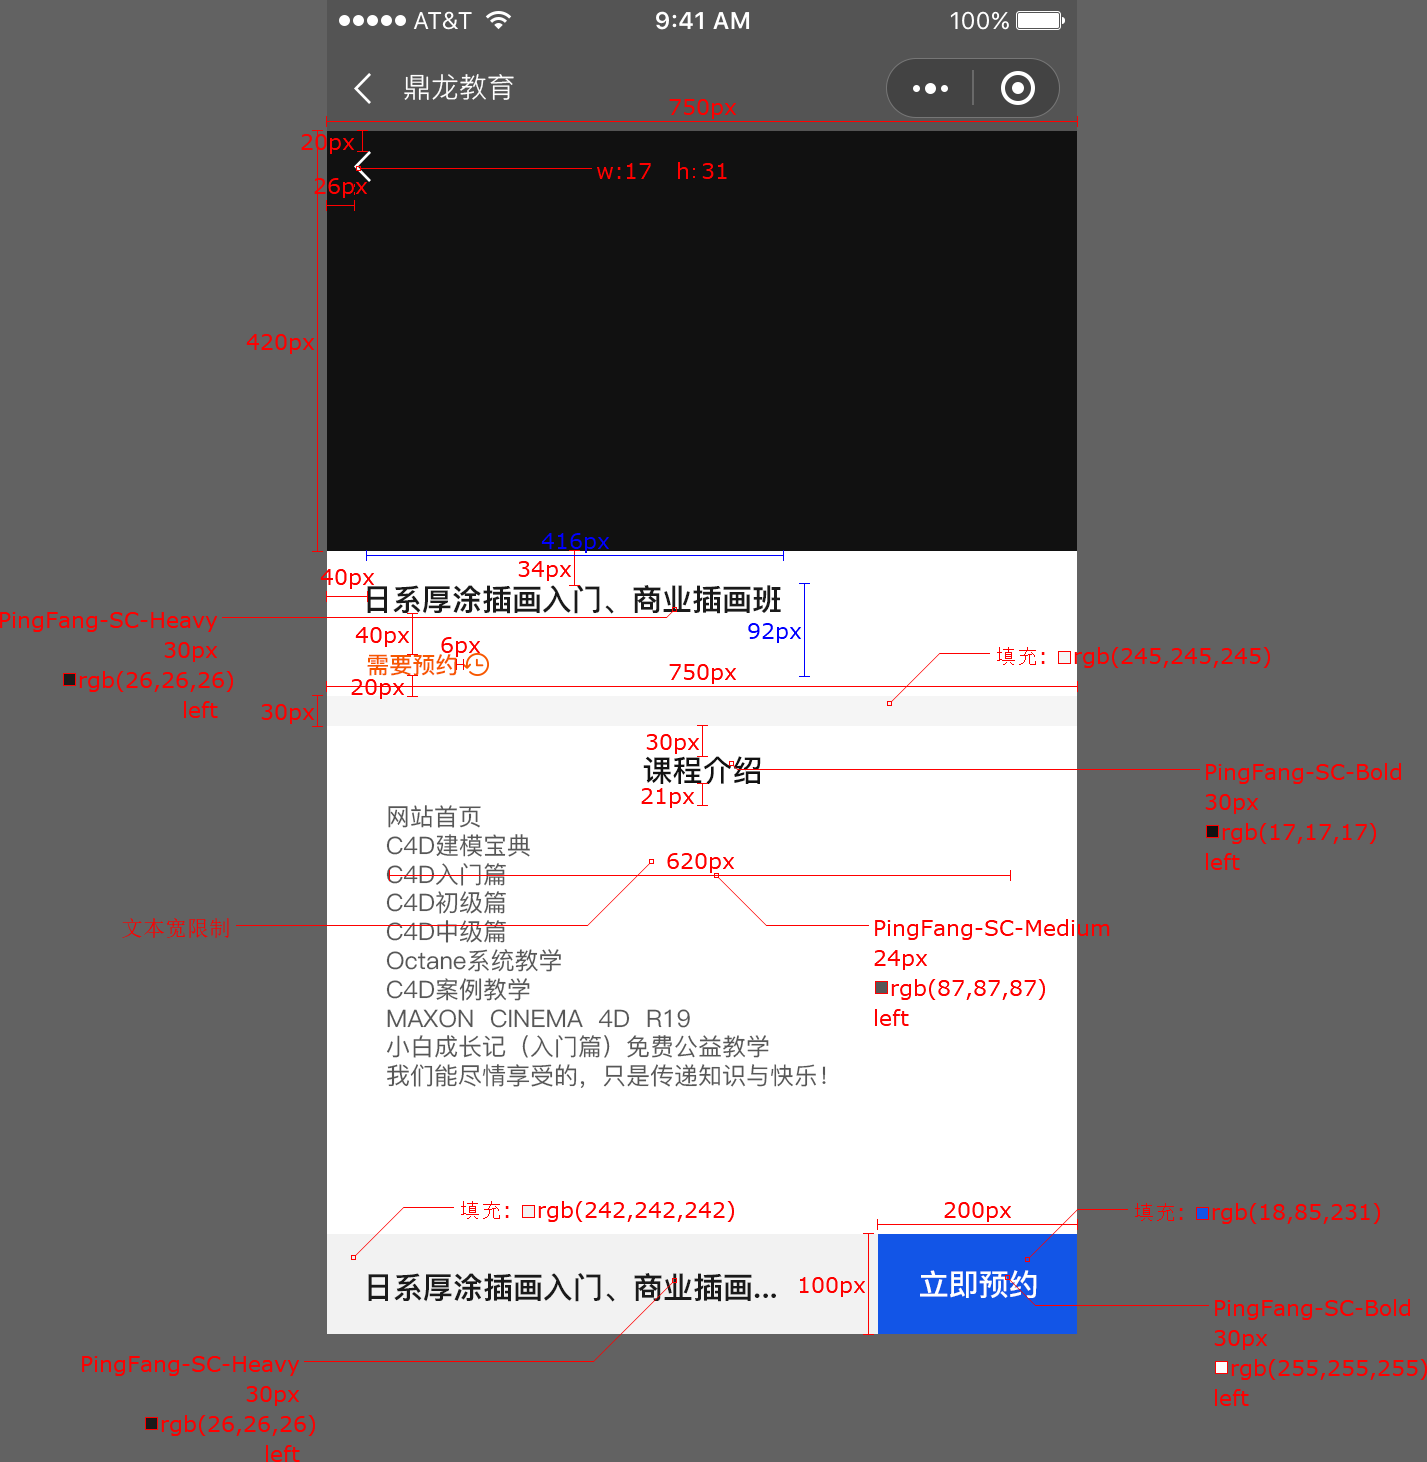 AT&T 9:41 AM 100%
鼎龙教育
750px
20px
w:17 h:31
26px
420px
416px
34px
40px
日系厚涂插画入门、商业插画班
PingFang-SC-Heavy
30px
rgb(26,26,26)
left
40px
92px
6px
需要预约
填充: rgb(245,245,245)
750px
20px
30px
30px
课程介绍
21px
PingFang-SC-Bold
30px
rgb(17,17,17)
left
网站首页
C4D建模宝典
C4D入门篇
C4D初级篇
C4D中级篇
Octane系统教学
C4D案例教学
MAXON CINEMA 4D R19
小白成长记（入门篇）免费公益教学
我们能尽情享受的，只是传递知识与快乐！
620px
文本宽限制
PingFang-SC-Medium
24px
rgb(87,87,87)
left
填充: rgb(242,242,242)
200px
填充: rgb(18,85,231)
日系厚涂插画入门、商业插画...
100px
立即预约
PingFang-SC-Bold
30px
rgb(255,255,255)
left
PingFang-SC-Heavy
30px
rgb(26,26,26)
left